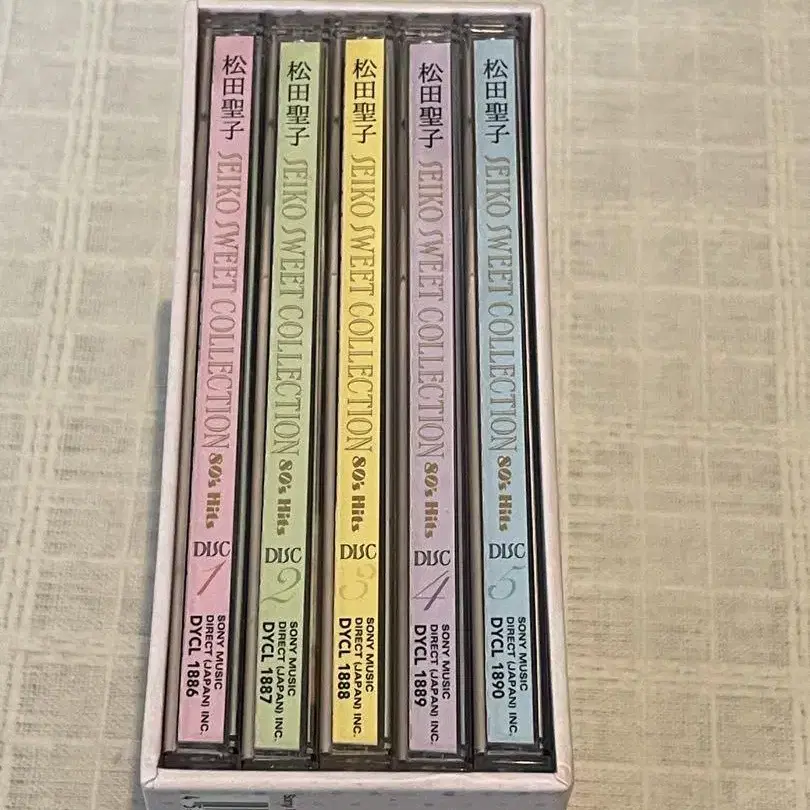 松田聖子
SEIKO SWEET COLLECTION 80's Hits
DISC 1
SONY MUSIC
DIRECT (JAPAN) INC.
DYCL 1886
松田聖子
SEIKO SWEET COLLECTION 80's Hits
DISC 2
SONY MUSIC
DIRECT (JAPAN) INC.
DYCL 1887
松田聖子
SEIKO SWEET COLLECTION 80's Hits
DISC 3
SONY MUSIC
DIRECT (JAPAN) INC.
DYCL 1888
松田聖子
SEIKO SWEET COLLECTION 80's Hits
DISC 4
SONY MUSIC
DIRECT (JAPAN) INC.
DYCL 1889
松田聖子
SEIKO SWEET COLLECTION 80's Hits
DISC 5
SONY MUSIC
DIRECT (JAPAN) INC.
DYCL 1890